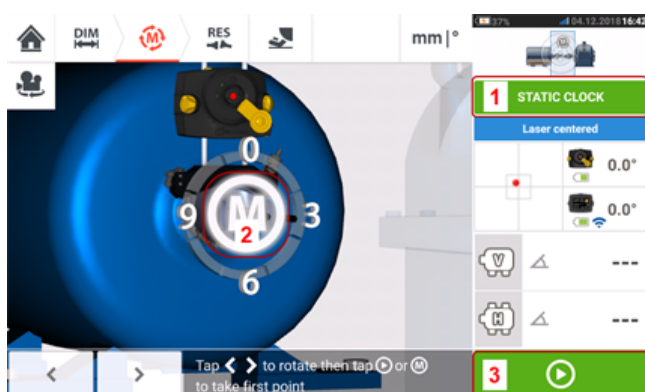 DIM
M
RES
mm | °
37%
04.12.2018 16:42
M
1 STATIC CLOCK
Laser centered
0.0°
0.0°
V ---
H ---
0
9 M 3
2
6
Tap < > to rotate then tap or M
to take first point
3